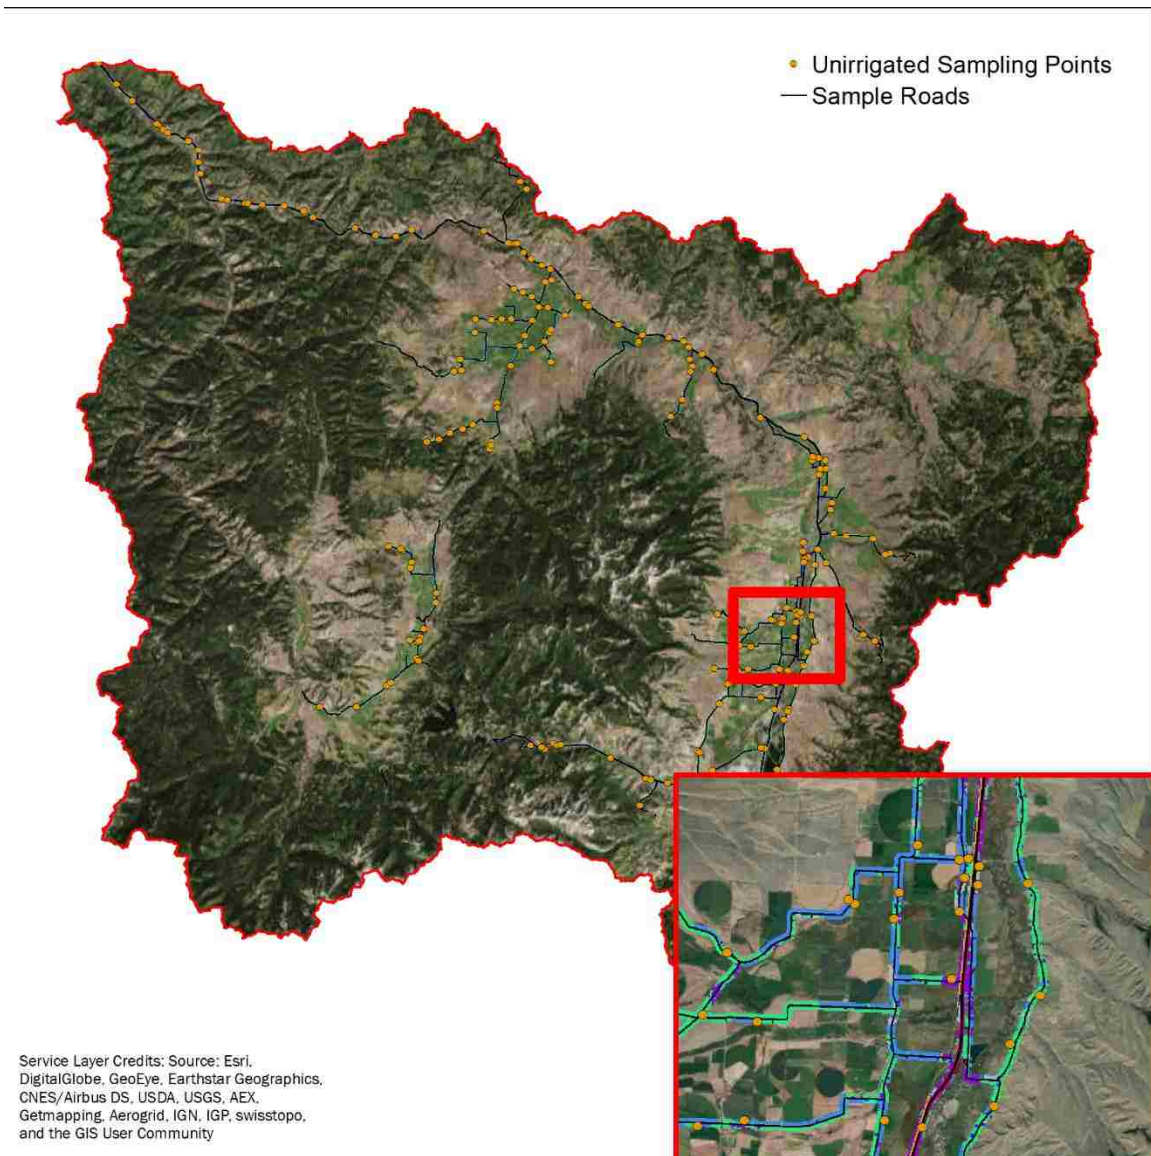 Unirrigated Sampling Points
Sample Roads
Service Layer Credits: Source: Esri,
DigitalGlobe, GeoEye, Earthstar Geographics,
CNES/Airbus DS, USDA, USGS, AEX,
Getmapping, Aerogrid, IGN, IGP, swisstopo,
and the GIS User Community